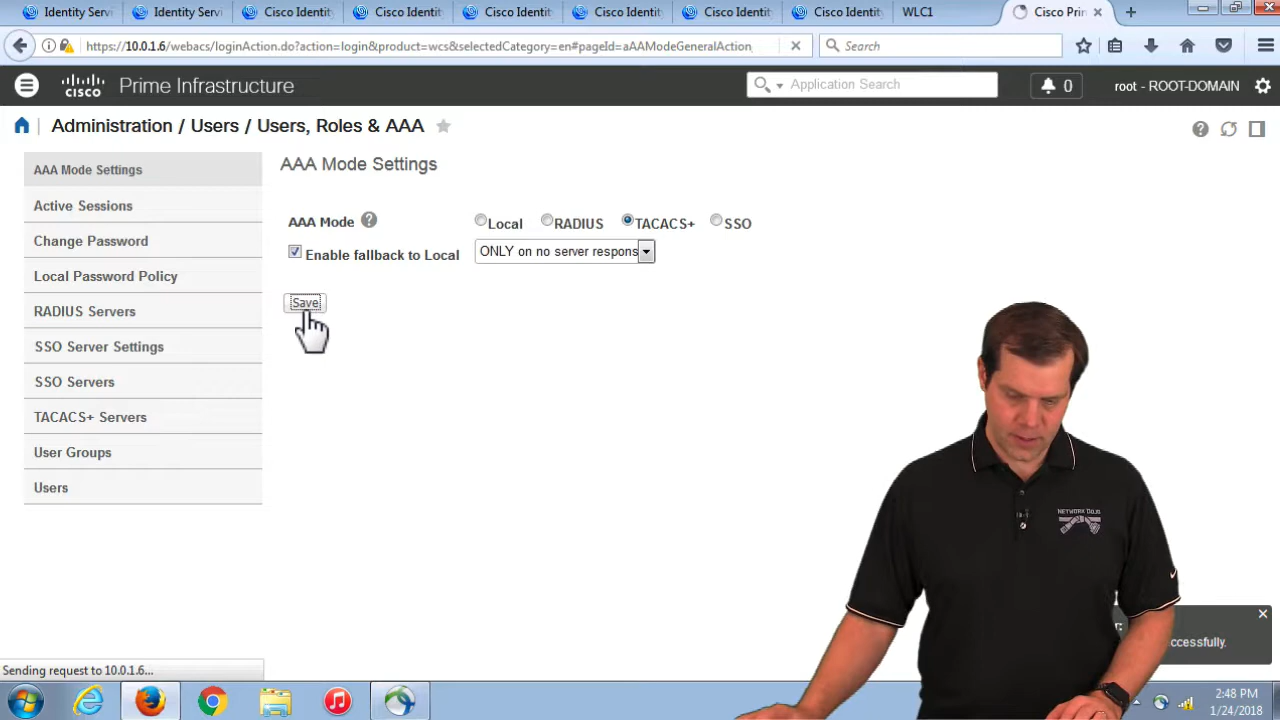 Identity Servi
Identity Servi
Cisco Identit
Cisco Identit
Cisco Identit
Cisco Identit
Cisco Identit
Cisco Identit
WLC1
Cisco Prin
https://10.0.1.6/webacs/loginAction.do?action=login&product=wcs&selectedCategory=en#pageId=aAAModeGeneralAction
Search
cisco Prime Infrastructure
Application Search
0
root - ROOT-DOMAIN
Administration / Users / Users, Roles & AAA
AAA Mode Settings
Active Sessions
Change Password
Local Password Policy
RADIUS Servers
SSO Server Settings
SSO Servers
TACACS+ Servers
User Groups
Users
AAA Mode Settings
AAA Mode ? Local RADIUS TACACS+ SSO
Enable fallback to Local ONLY on no server respons
Save
NETWORK DOJO
ccessfully.
Sending request to 10.0.1.6...
2:48 PM
1/24/2018